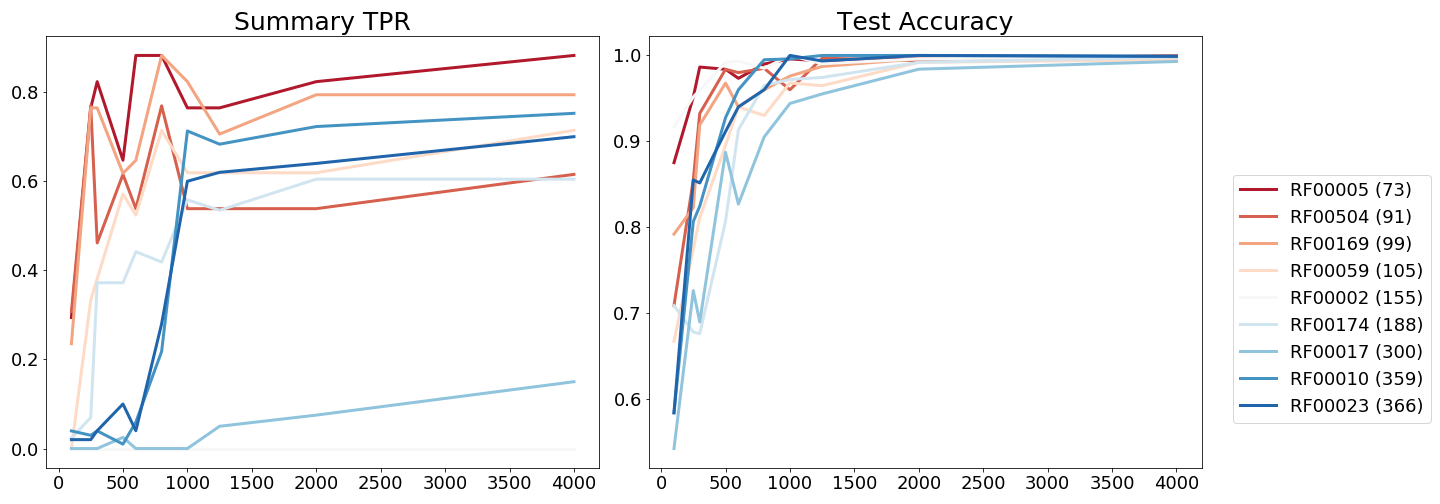 Summary TPR
0.8
0.6
0.4
0.2
0.0
0 500 1000 1500 2000 2500 3000 3500 4000
Test Accuracy
1.0
0.9
0.8
0.7
0.6
0 500 1000 1500 2000 2500 3000 3500 4000
RF00005 (73)
RF00504 (91)
RF00169 (99)
RF00059 (105)
RF00002 (155)
RF00174 (188)
RF00017 (300)
RF00010 (359)
RF00023 (366)